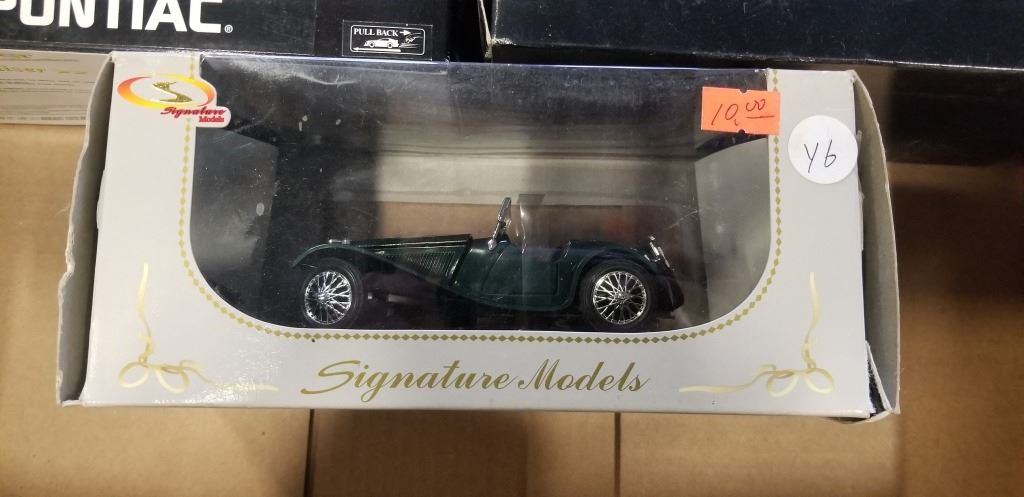 PONTIAC®
PULL BACK
S
Signature
Models
10.00
Y6
Signature Models